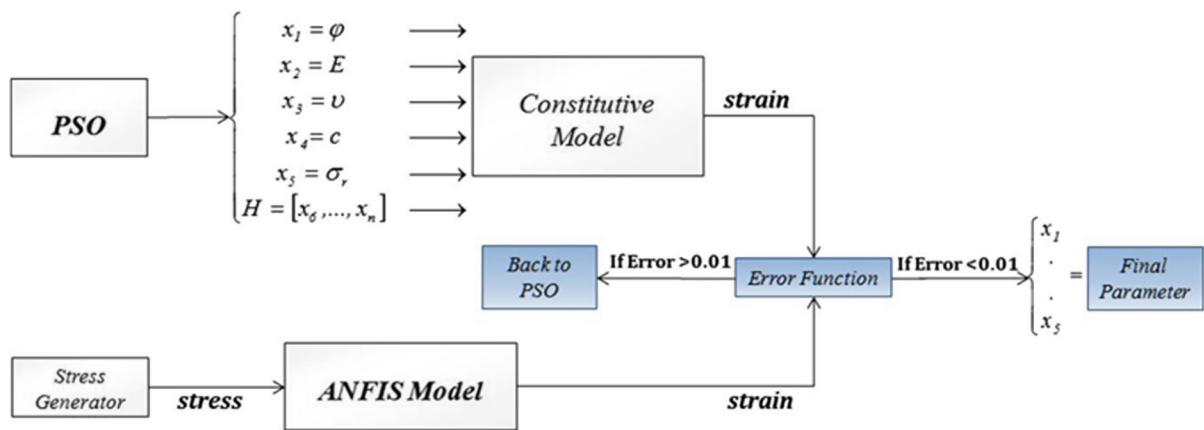 PSO
x₁ = φ
x₂ = E
x₃ = υ
x₄= c
x₅ = σᵣ
H = [x₆,...,xₙ]
Constitutive
Model
strain
Back to
PSO
If Error >0.01
Error Function
If Error <0.01
x₁
.
.
x₅
=
Final
Parameter
Stress
Generator
stress
ANFIS Model
strain